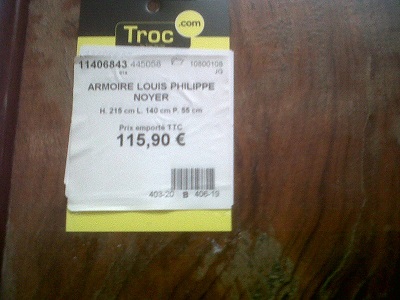 Troc .com
11406843 445058 10800108
ARMOIRE LOUIS PHILIPPE
NOYER
H. 215 cm L. 140 cm P. 55 cm
Prix emporté TTC
115,90 €
403-20 B 406-19